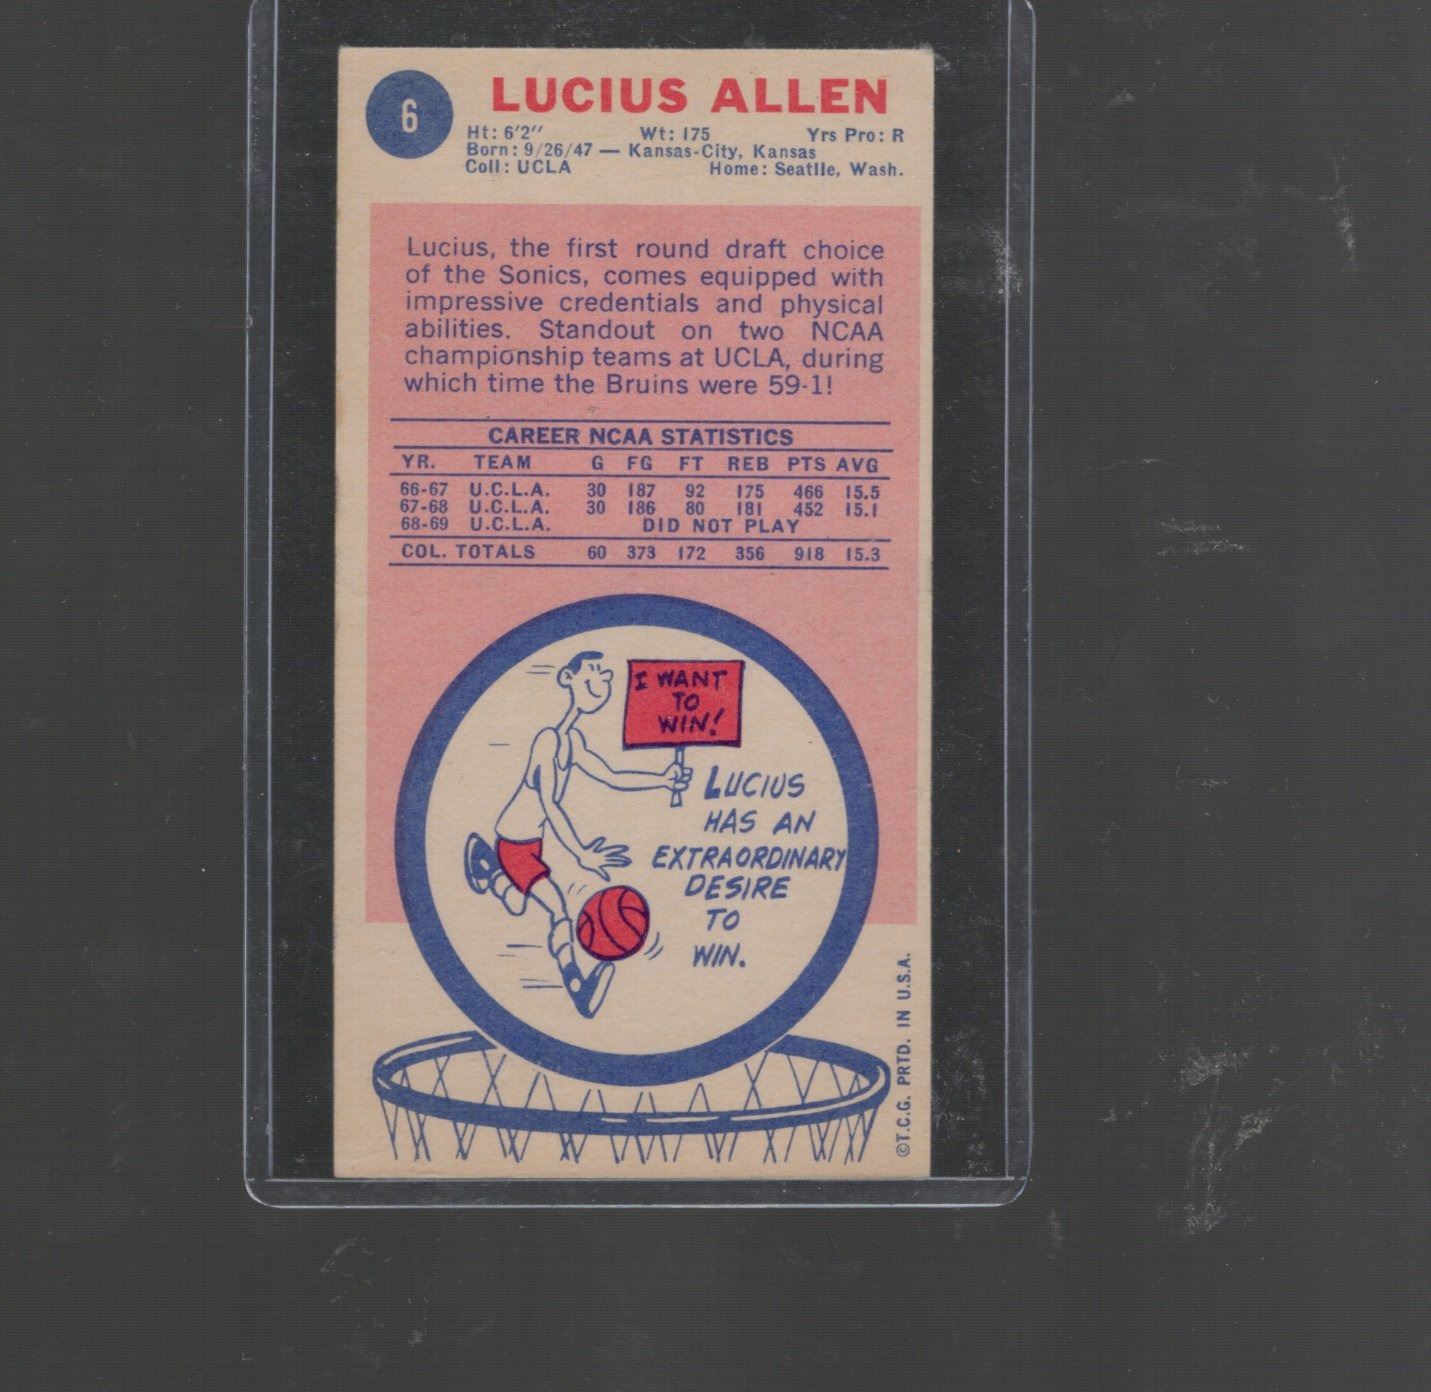 6
LUCIUS ALLEN
Ht: 6'2" Wt: 175 Yrs Pro: R
Born: 9/26/47 — Kansas-City, Kansas
Coll: UCLA Home: Seatlle, Wash.
Lucius, the first round draft choice
of the Sonics, comes equipped with
impressive credentials and physical
abilities. Standout on two NCAA
championship teams at UCLA, during
which time the Bruins were 59-1!
CAREER NCAA STATISTICS
YR. TEAM G FG FT REB PTS AVG
66-67 U.C.L.A. 30 187 92 175 466 15.5
67-68 U.C.L.A. 30 186 80 181 452 15.1
68-69 U.C.L.A. DID NOT PLAY
COL. TOTALS 60 373 172 356 918 15.3
I WANT
TO
WIN!
LUCIUS
HAS AN
EXTRAORDINARY
DESIRE
TO
WIN.
©T.C.G. PRTD. IN U.S.A.